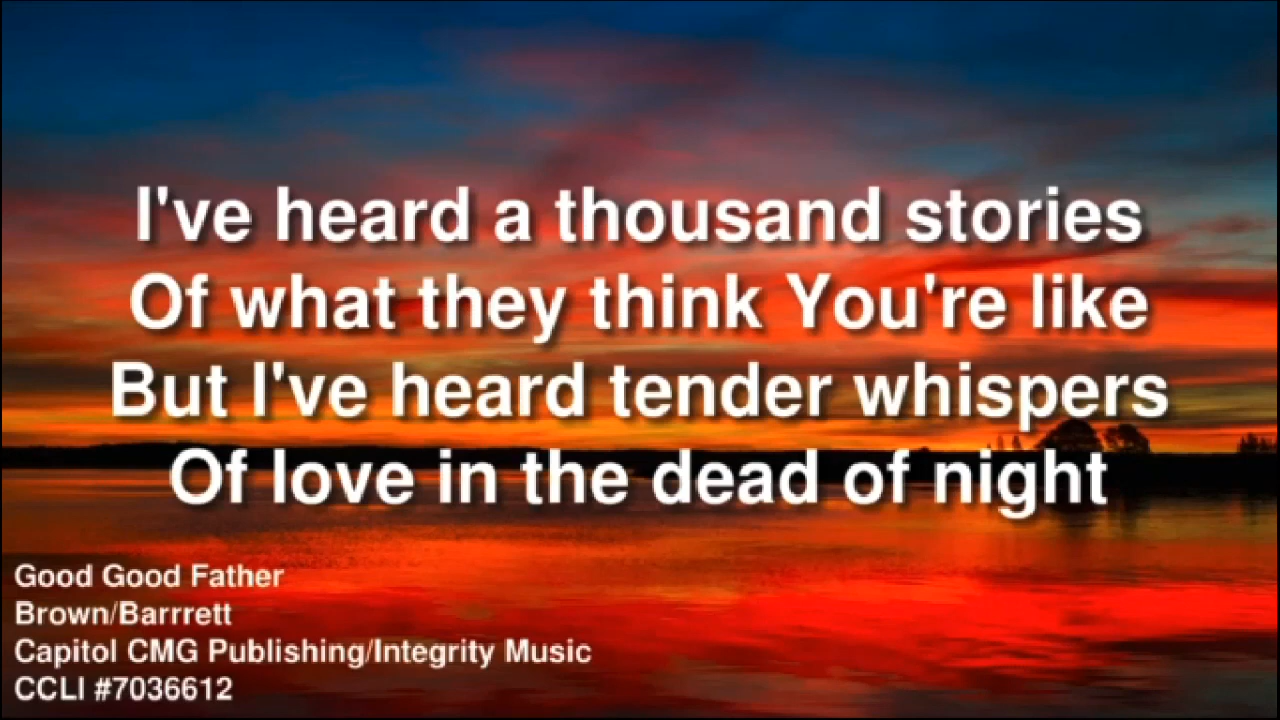 I've heard a thousand stories
Of what they think You're like
But I've heard tender whispers
Of love in the dead of night
Good Good Father
Brown/Barrrett
Capitol CMG Publishing/Integrity Music
CCLI #7036612